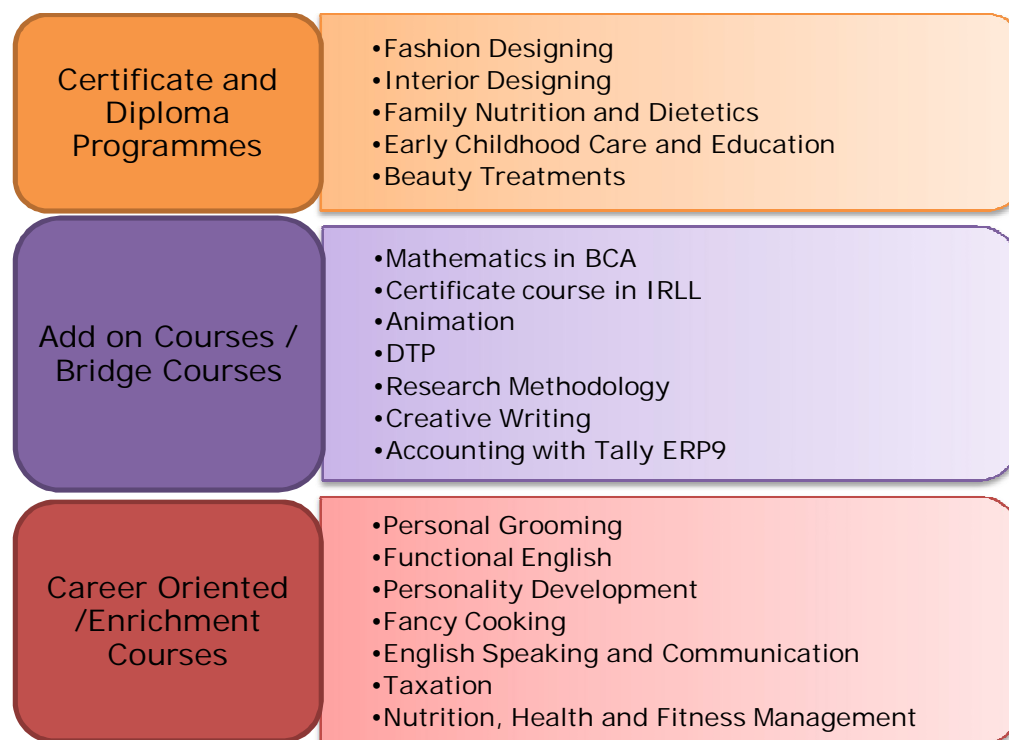 Certificate and
Diploma
Programmes
•Fashion Designing
•Interior Designing
•Family Nutrition and Dietetics
•Early Childhood Care and Education
•Beauty Treatments
Add on Courses /
Bridge Courses
•Mathematics in BCA
•Certificate course in IRLL
•Animation
•DTP
•Research Methodology
•Creative Writing
•Accounting with Tally ERP9
Career Oriented
/Enrichment
Courses
•Personal Grooming
•Functional English
•Personality Development
•Fancy Cooking
•English Speaking and Communication
•Taxation
•Nutrition, Health and Fitness Management